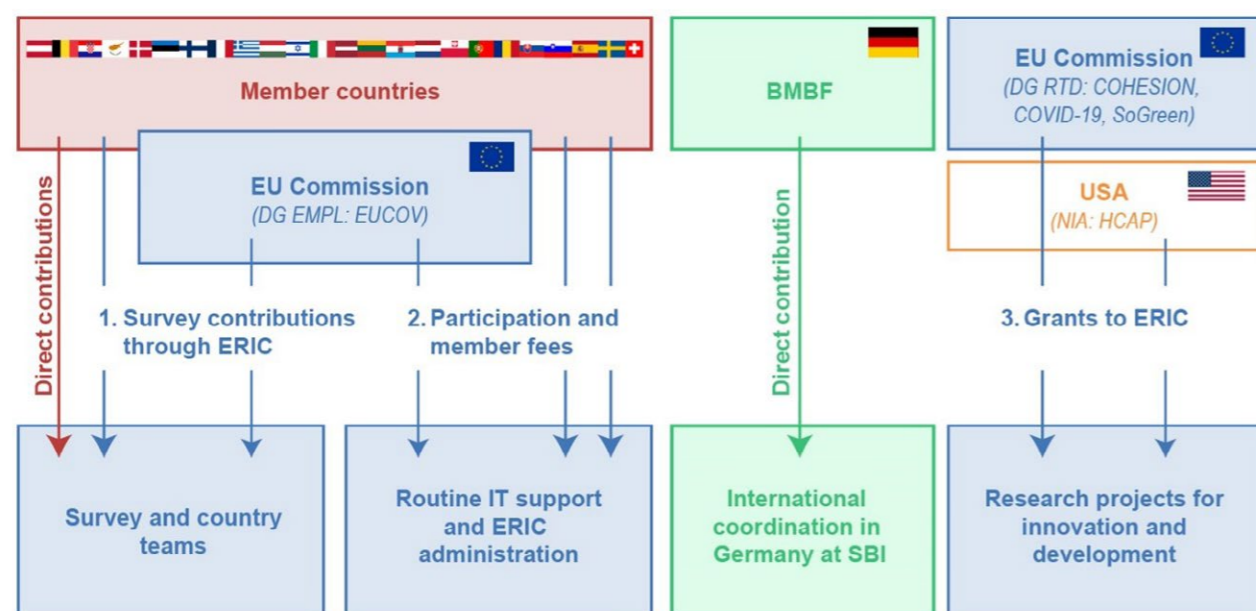 Member countries
EU Commission
(DG EMPL: EUCOV)
BMBF
EU Commission
(DG RTD: COHESION,
COVID-19, SoGreen)
USA
(NIA: HCAP)
Direct contributions
1. Survey contributions
through ERIC
2. Participation and
member fees
Direct contribution
3. Grants to ERIC
Survey and country
teams
Routine IT support
and ERIC
administration
International
coordination in
Germany at SBI
Research projects for
innovation and
development